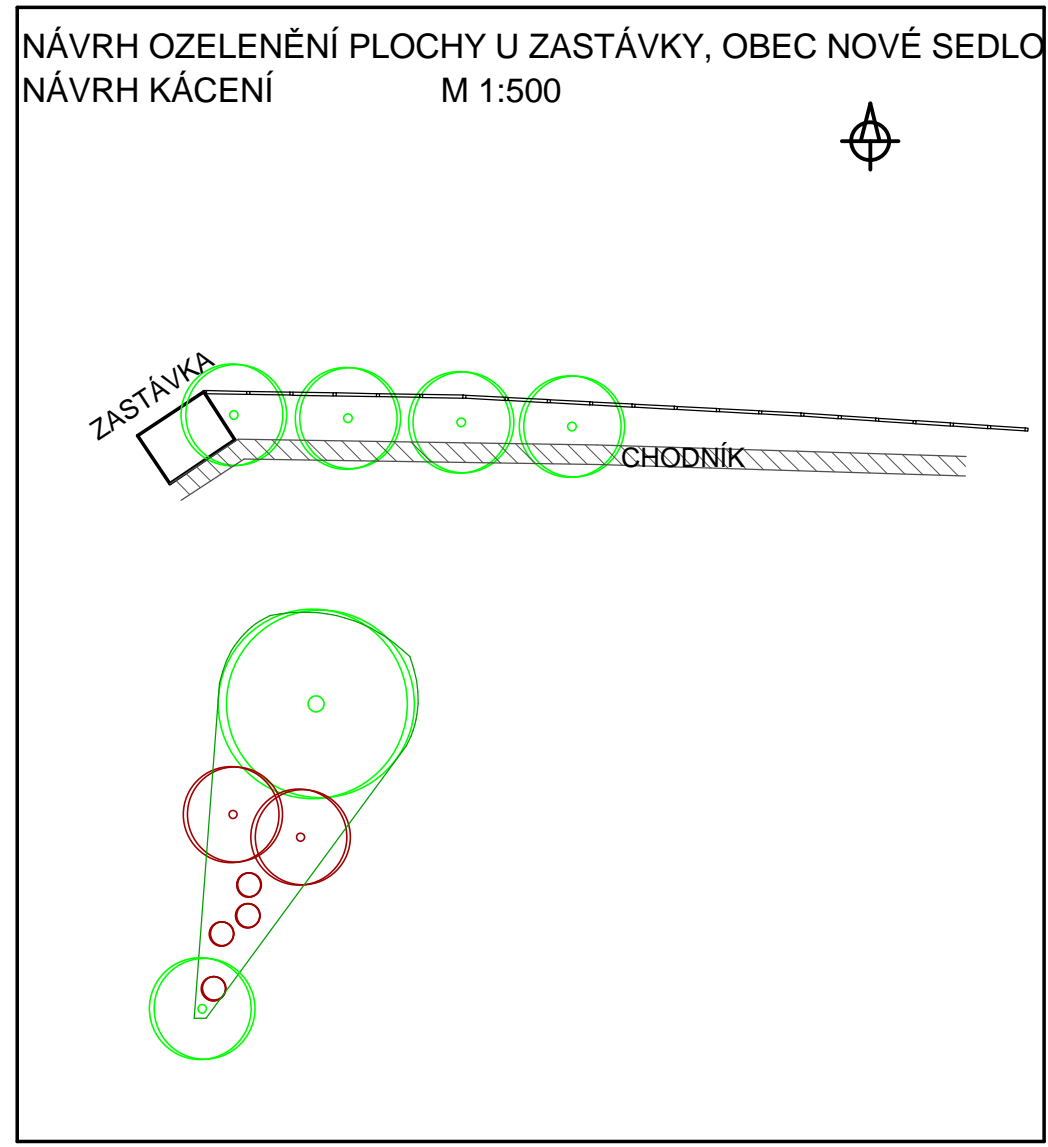 NÁVRH OZELENĚNÍ PLOCHY U ZASTÁVKY, OBEC NOVÉ SEDLO
NÁVRH KÁCENÍ M 1:500
ZASTÁVKA
CHODNÍK